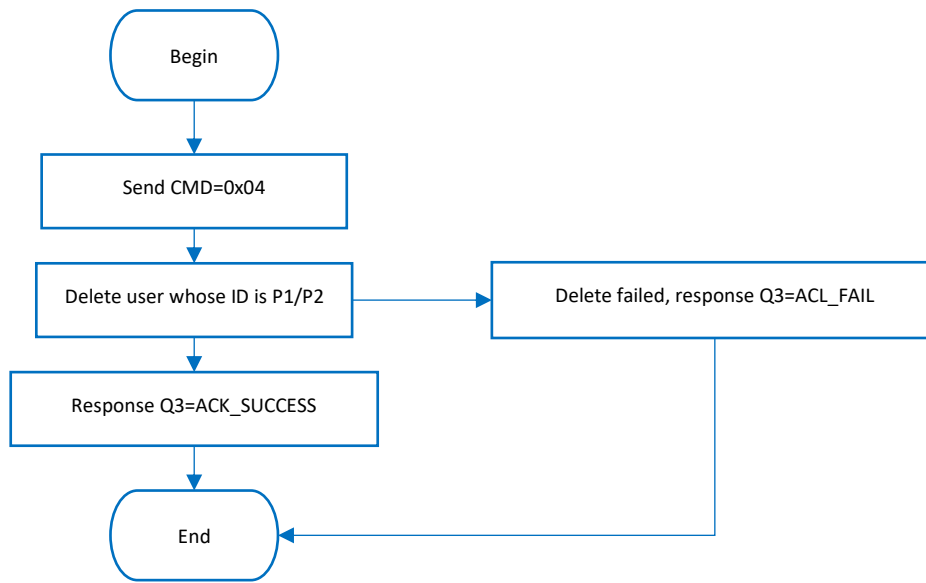 Begin
Send CMD=0x04
Delete user whose ID is P1/P2
Delete failed, response Q3=ACL_FAIL
Response Q3=ACK_SUCCESS
End